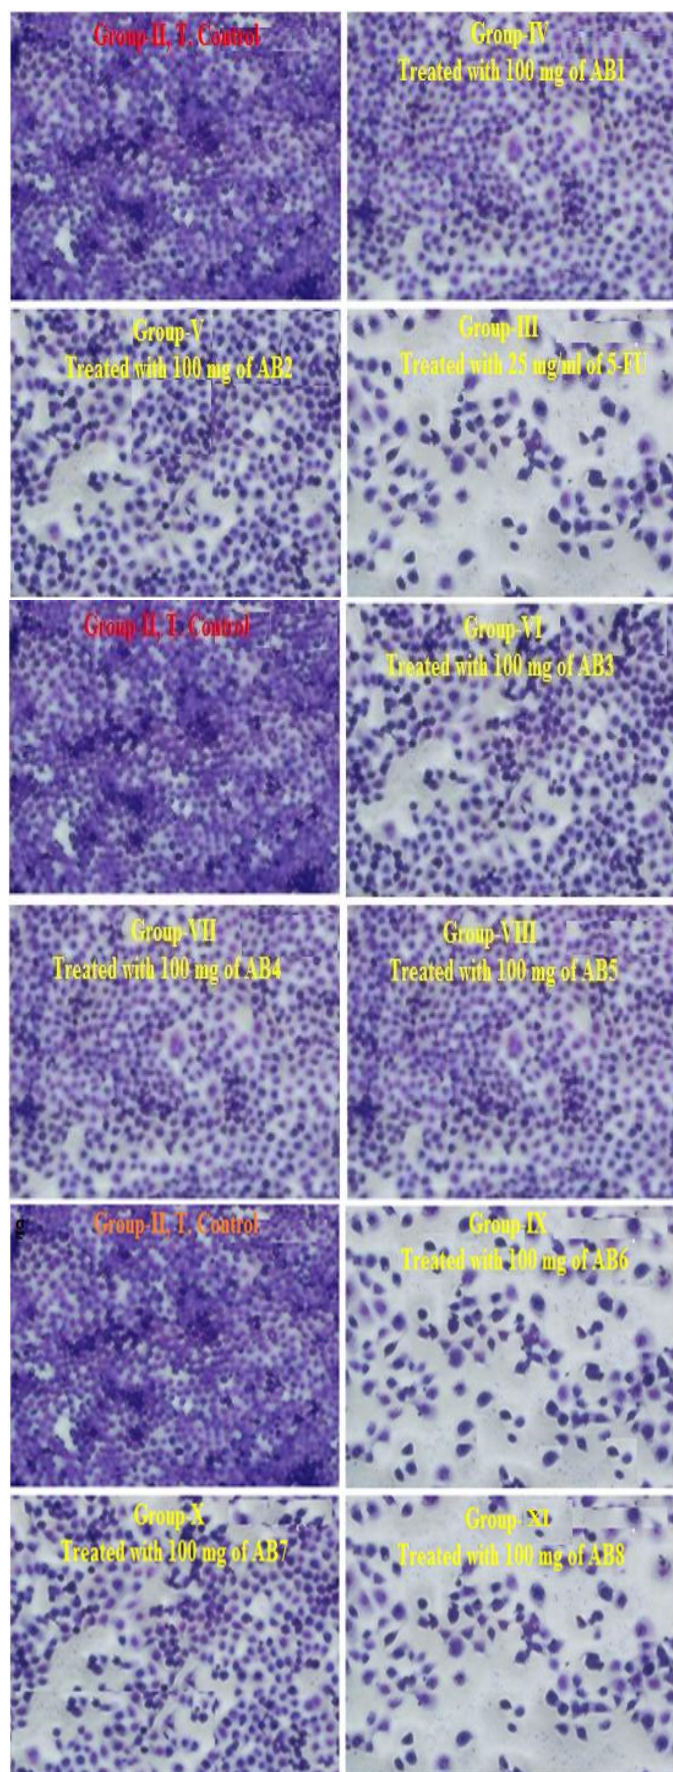 Group-II, T. Control
Group-IV
Treated with 100 mg of AB1
Group-V
Treated with 100 mg of AB2
Group-III
Treated with 25 mg/ml of 5-FU
Group-II, T. Control
Group-VI
Treated with 100 mg of AB3
Group-VII
Treated with 100 mg of AB4
Group-VIII
Treated with 100 mg of AB5
Group-II, T. Control
Group-IX
Treated with 100 mg of AB6
Group-X
Treated with 100 mg of AB7
Group- XI
Treated with 100 mg of AB8